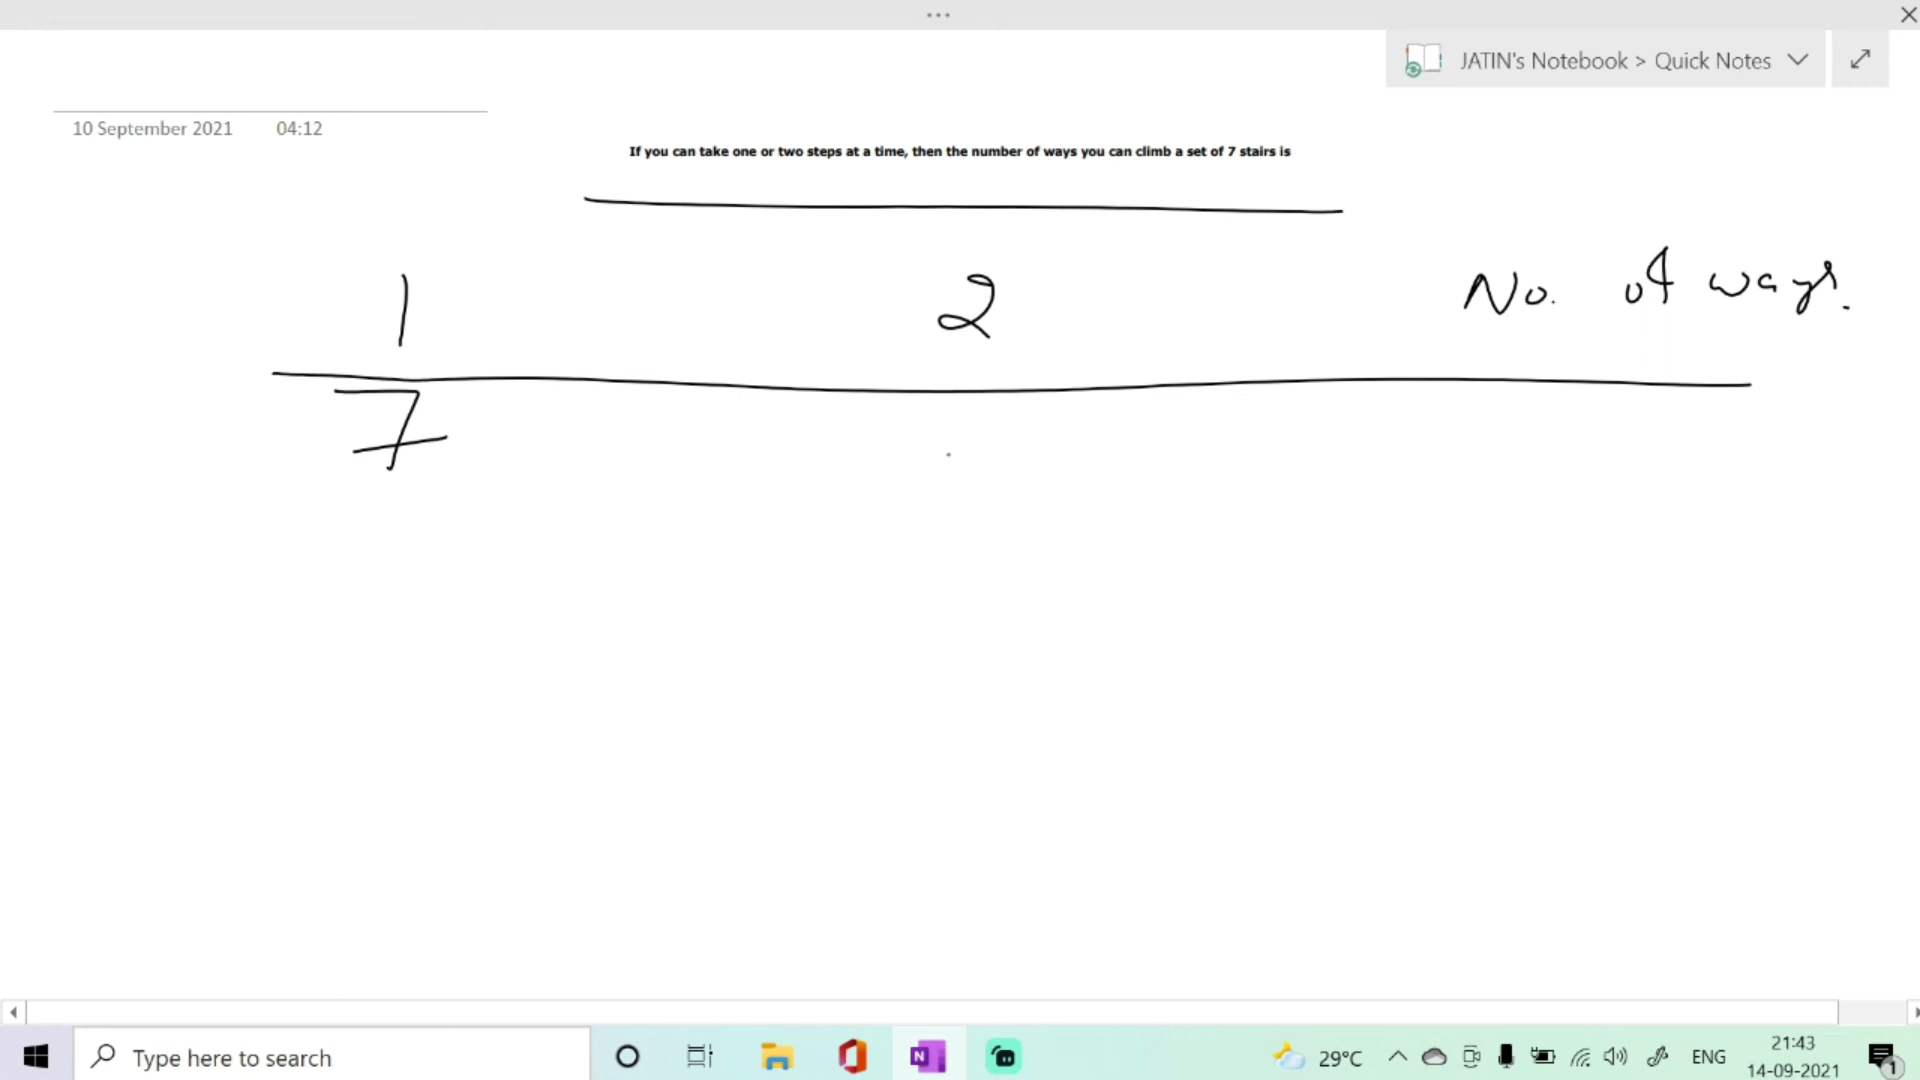 JATIN's Notebook > Quick Notes
10 September 2021 04:12
If you can take one or two steps at a time, then the number of ways you can climb a set of 7 stairs is
1 2 No. of ways.
7
Type here to search
29°C
ENG
21:43
14-09-2021
1